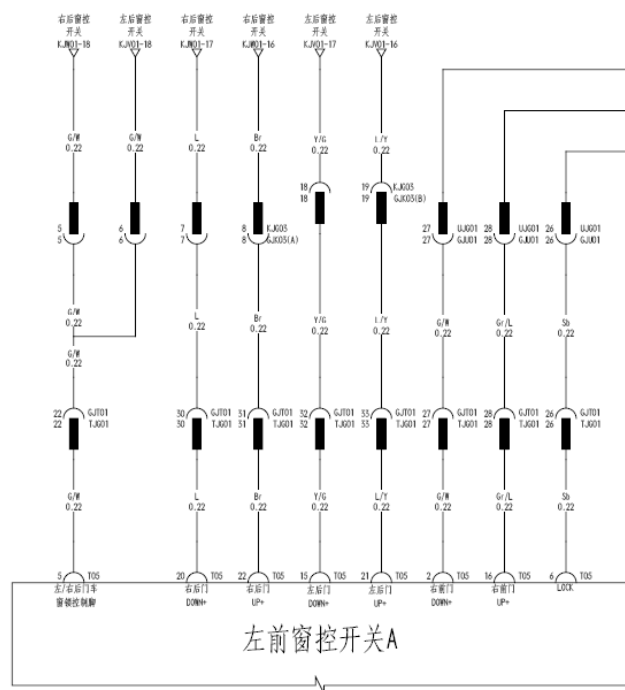 右后窗控 左后窗控 右后窗控 右后窗控 左后窗控 左后窗控
开关 开关 开关 开关 开关 开关
KJW01-18 KJV01-18 KJW01-17 KJW01-16 KJV01-17 KJV01-16
G/W G/W L Br Y/G L/Y
0.22 0.22 0.22 0.22 0.22 0.22
18 19 KJG03
18 19 GJK03(B)
5 6 7 8 KJG03 27 UJG01 28 UJG01 26 UJG01
5 6 7 8 GJK03(A) 27 GJU01 28 GJU01 26 GJU01
G/W L Br Y/G L/Y G/W Gr/L Sb
0.22 0.22 0.22 0.22 0.22 0.22 0.22 0.22
G/W
0.22
22 GJT01 30 GJT01 31 GJT01 32 GJT01 33 GJT01 27 GJT01 28 GJT01 26 GJT01
22 TJG01 30 TJG01 31 TJG01 32 TJG01 33 TJG01 27 TJG01 28 TJG01 26 TJG01
G/W L Br Y/G L/Y G/W Gr/L Sb
0.22 0.22 0.22 0.22 0.22 0.22 0.22 0.22
5 T05 20 T05 22 T05 15 T05 21 T05 2 T05 16 T05 6 T05
左/右后门车 右后门 右后门 左后门 左后门 右前门 右前门 LOCK
窗锁控制脚 DOWN+ UP+ DOWN+ UP+ DOWN+ UP+
左前窗控开关A